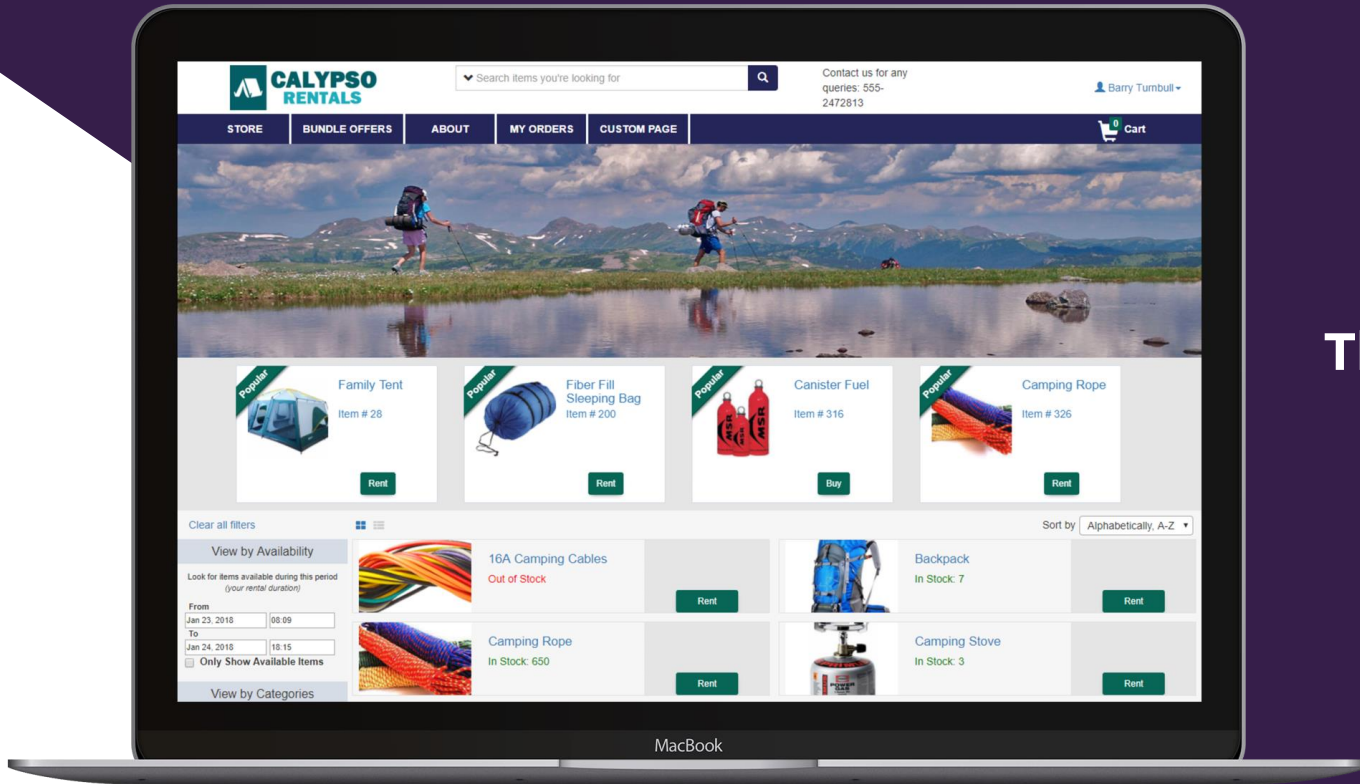 CALYPSO
RENTALS
Search items you're looking for
Contact us for any
queries: 555-
2472813
Barry Turnbull
STORE
BUNDLE OFFERS
ABOUT
MY ORDERS
CUSTOM PAGE
0
Cart
Popular
Family Tent
Item # 28
Rent
Popular
Fiber Fill
Sleeping Bag
Item # 200
Rent
Popular
MSR
MSR
MSR
Canister Fuel
Item # 316
Buy
Popular
Camping Rope
Item # 326
Rent
Clear all filters
Sort by
Alphabetically, A-Z
View by Availability
Look for items available during this period
(your rental duration)
From
Jan 23, 2018
08:09
To
Jan 24, 2018
18:15
Only Show Available Items
View by Categories
16A Camping Cables
Out of Stock
Rent
Backpack
In Stock: 7
Rent
Camping Rope
In Stock: 650
Rent
POWER
GAS
Camping Stove
In Stock: 3
Rent
MacBook